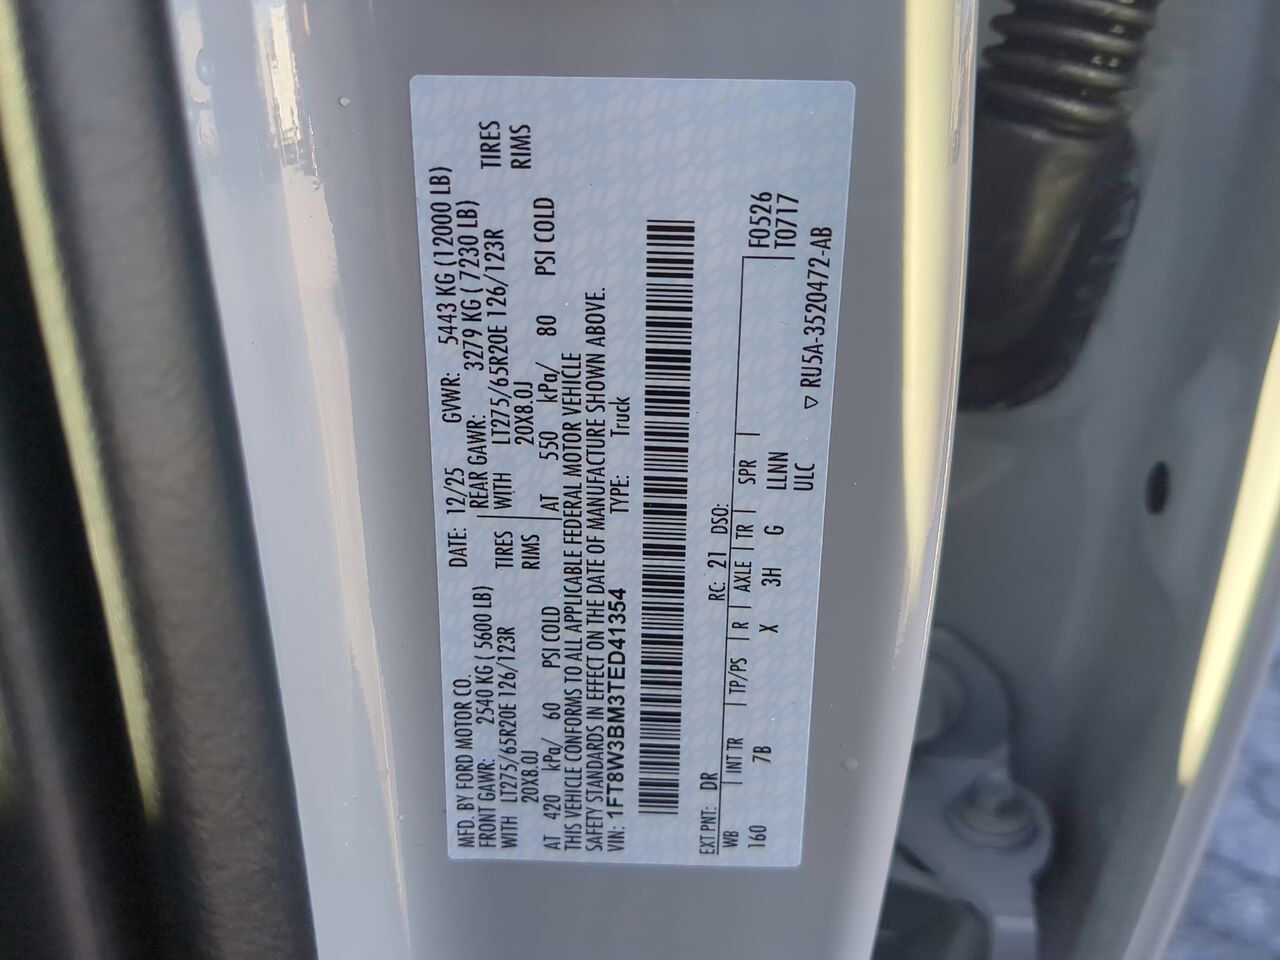 MFD. BY FORD MOTOR CO. DATE: 12/25 GVWR: 5443 KG (12000 LB)
FRONT GAWR: 2540 KG ( 5600 LB) REAR GAWR: 3279 KG ( 7230 LB)
WITH LT275/65R20E 126/123R TIRES WITH LT275/65R20E 126/123R TIRES
20X8.0J RIMS 20X8.0J RIMS
AT 420 kPa/ 60 PSI COLD AT 550 kPa/ 80 PSI COLD
THIS VEHICLE CONFORMS TO ALL APPLICABLE FEDERAL MOTOR VEHICLE
SAFETY STANDARDS IN EFFECT ON THE DATE OF MANUFACTURE SHOWN ABOVE.
VIN: 1FT8W3BM3TED41354 TYPE: Truck
EXT PNT: DR RC: 21 DSO:
WB INT TR TP/PS R AXLE TR SPR F0526
160 7B X 3H G LLNN T0717
ULC
▽ RU5A-3520472-AB